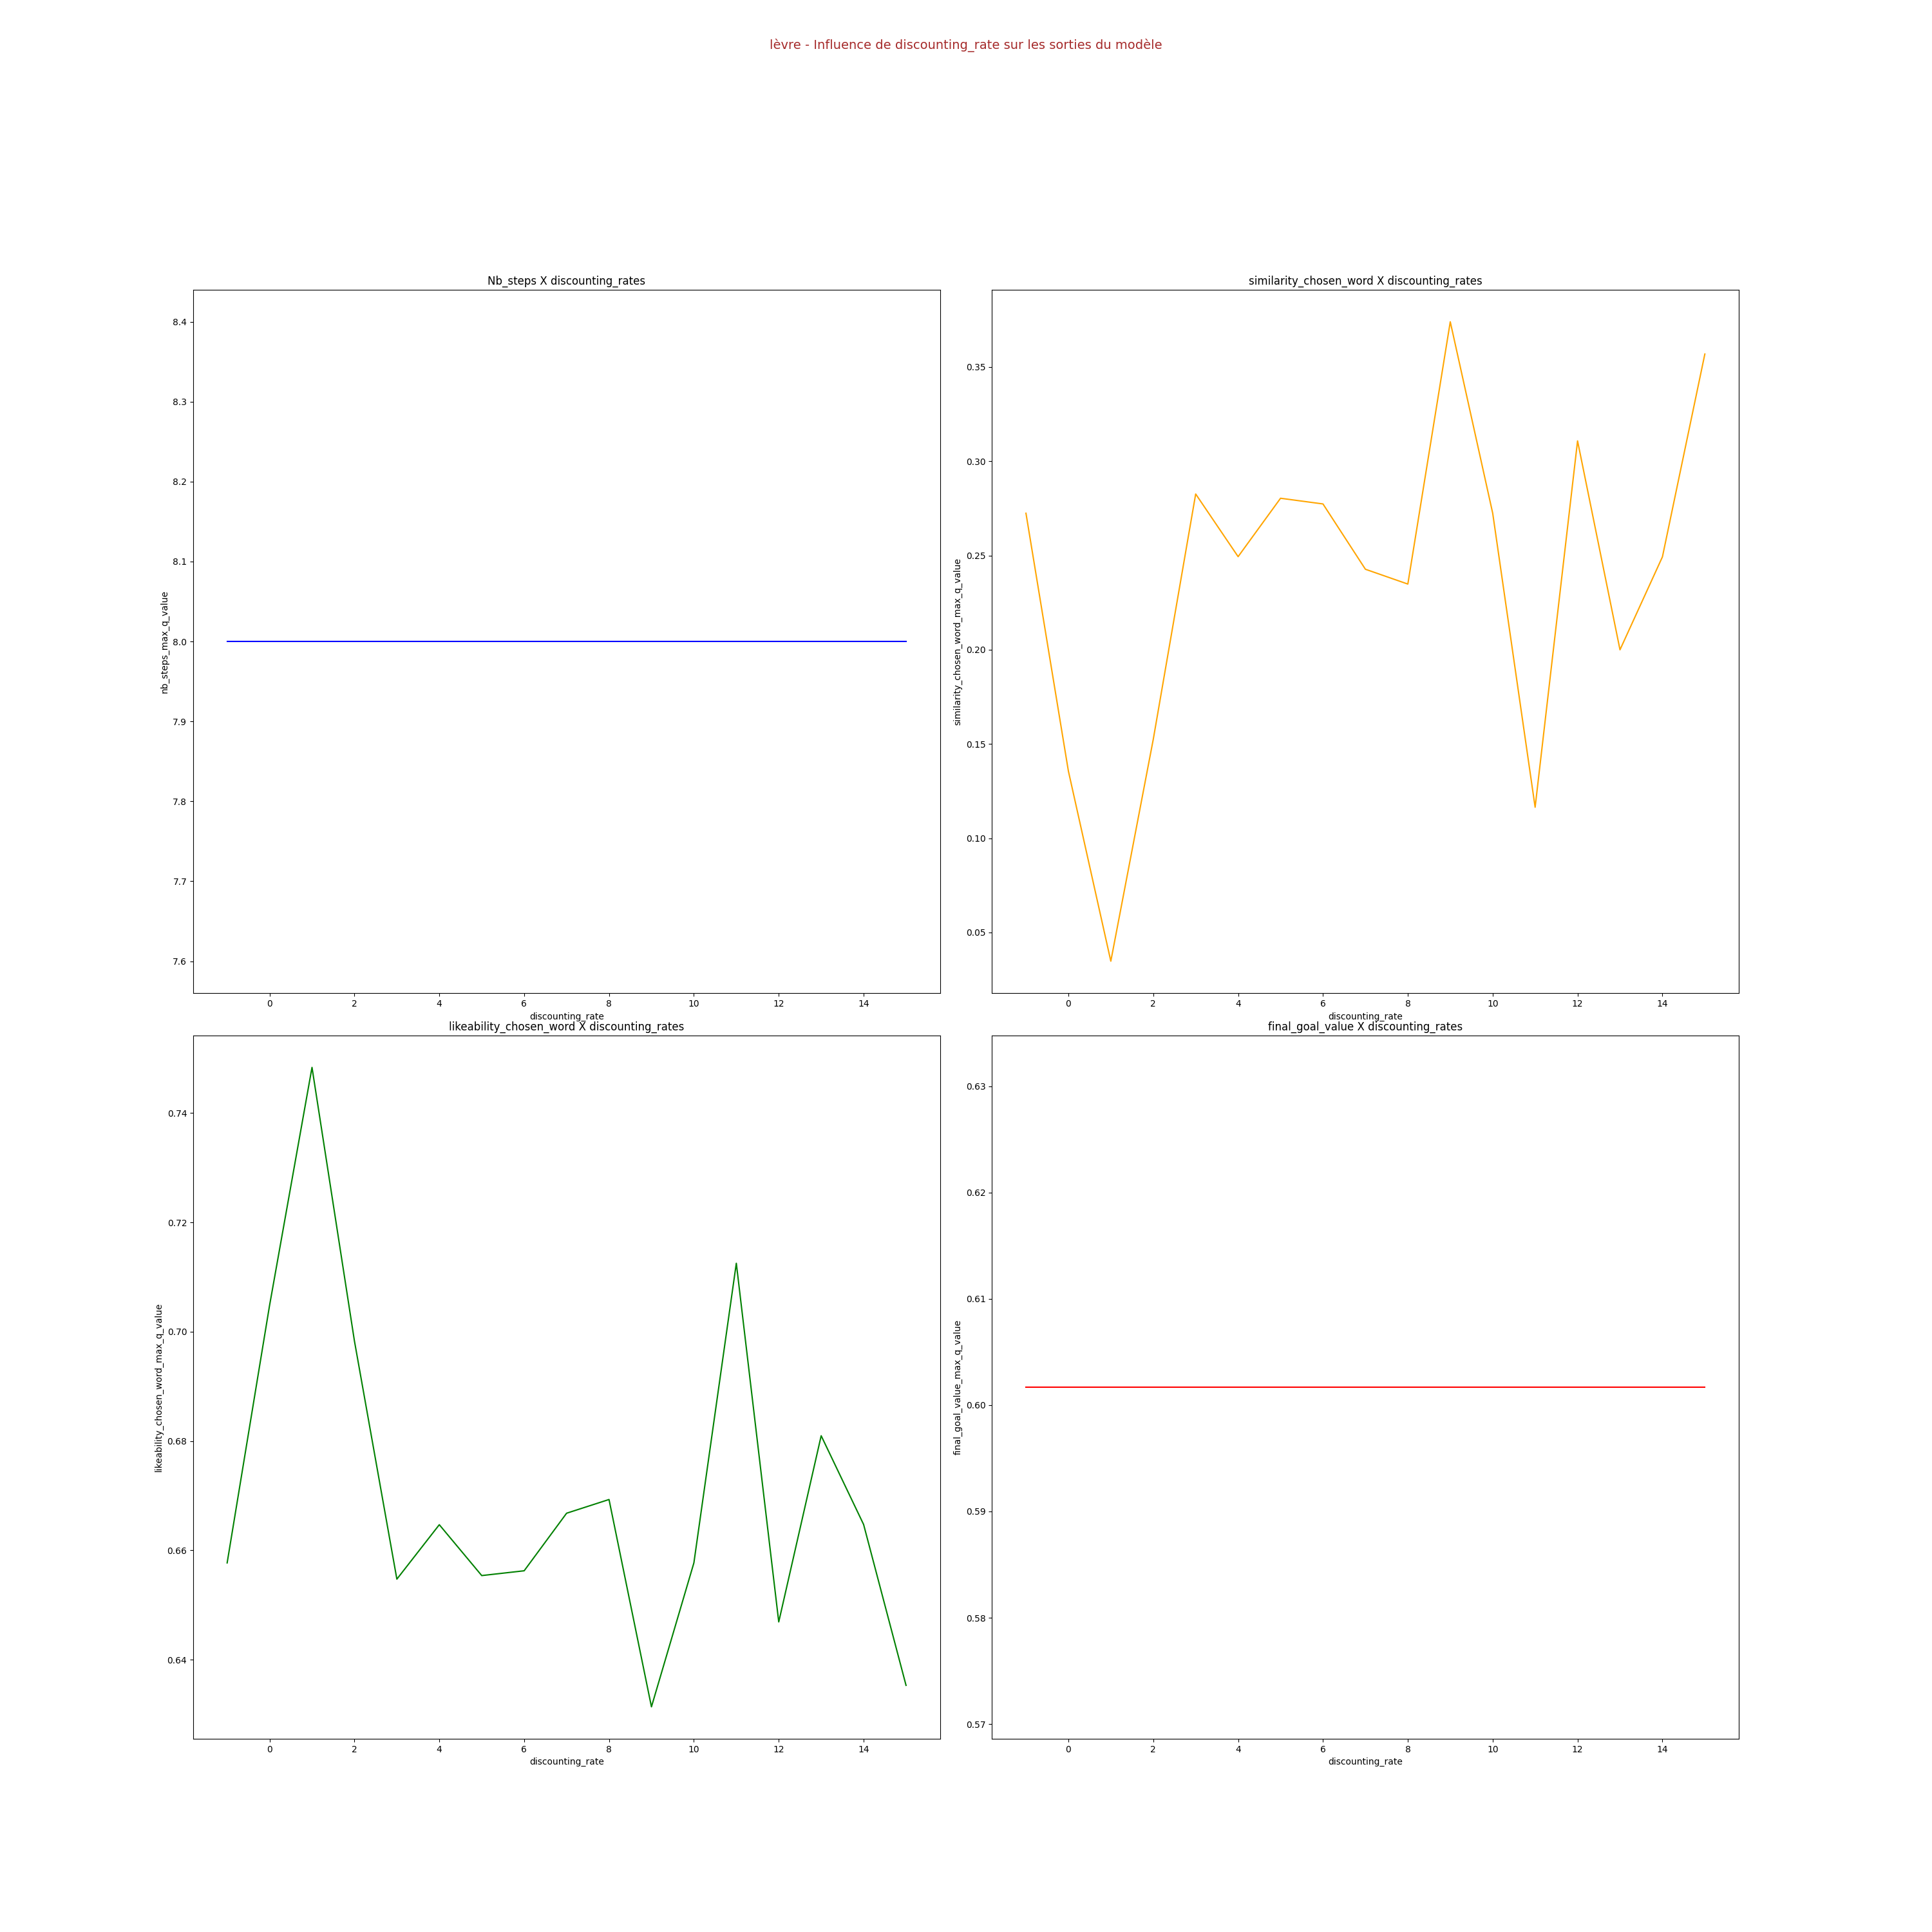 lèvre - Influence de discounting_rate sur les sorties du modèle
Nb_steps X discounting_rates
nb_steps_max_q_value
8.4
8.3
8.2
8.1
8.0
7.9
7.8
7.7
7.6
0 2 4 6 8 10 12 14
discounting_rate
similarity_chosen_word X discounting_rates
similarity_chosen_word_max_q_value
0.35
0.30
0.25
0.20
0.15
0.10
0.05
0 2 4 6 8 10 12 14
discounting_rate
likeability_chosen_word X discounting_rates
likeability_chosen_word_max_q_value
0.74
0.72
0.70
0.68
0.66
0.64
0 2 4 6 8 10 12 14
discounting_rate
final_goal_value X discounting_rates
final_goal_value_max_q_value
0.63
0.62
0.61
0.60
0.59
0.58
0.57
0 2 4 6 8 10 12 14
discounting_rate